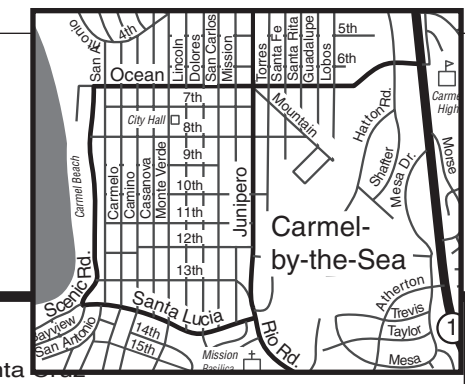 4th
San
Lincoln
Dolores
San Carlos
Mission
Torres
Santa Fe
Santa Rita
Guadalupe
Lobos
5th
6th
Ocean
7th
Mountain
Hatton Rd.
City Hall
8th
Carmel Beach
Carmelo
Camino
Casanova
Monte Verde
9th
10th
11th
12th
13th
Junipero
Shafter
Mesa Dr.
Morse
High
Carmel-
by-the-Sea
Scenic Rd.
Santa Lucia
Rio Rd.
Atherton
Trevis
Taylor
Mesa
1
San Antonio
14th
15th
Mission